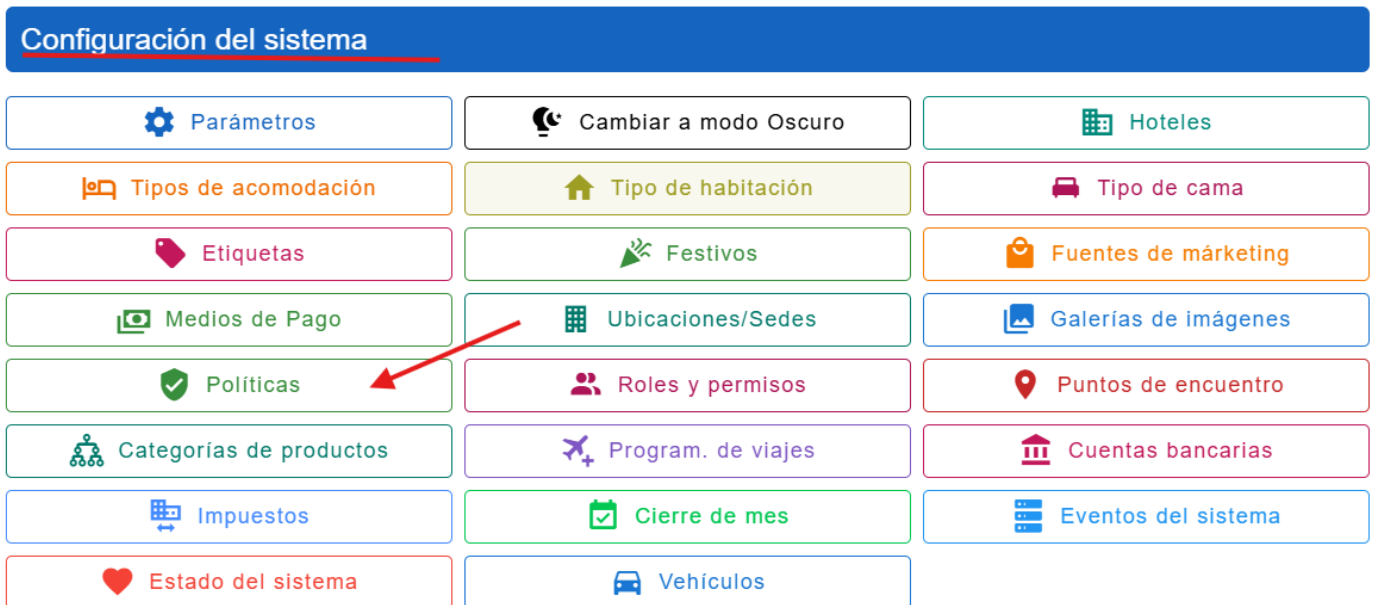 Configuración del sistema
Parámetros
Cambiar a modo Oscuro
Hoteles
Tipos de acomodación
Tipo de habitación
Tipo de cama
Etiquetas
Festivos
Fuentes de márketing
Medios de Pago
Ubicaciones/Sedes
Galerías de imágenes
Políticas
Roles y permisos
Puntos de encuentro
Categorías de productos
Program. de viajes
Cuentas bancarias
Impuestos
Cierre de mes
Eventos del sistema
Estado del sistema
Vehículos